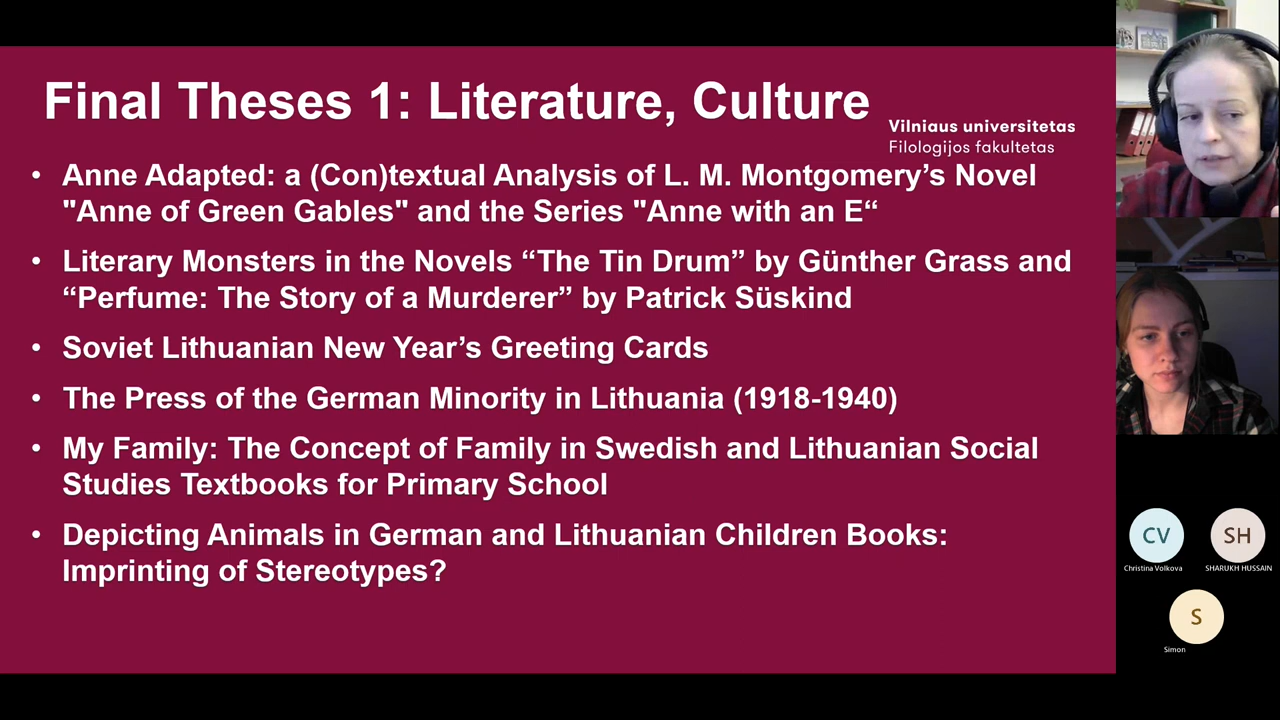 Final Theses 1: Literature, Culture
Vilniaus universitetas
Filologijos fakultetas
• Anne Adapted: a (Con)textual Analysis of L. M. Montgomery’s Novel
"Anne of Green Gables" and the Series "Anne with an E“
• Literary Monsters in the Novels “The Tin Drum” by Günther Grass and
“Perfume: The Story of a Murderer” by Patrick Süskind
• Soviet Lithuanian New Year’s Greeting Cards
• The Press of the German Minority in Lithuania (1918-1940)
• My Family: The Concept of Family in Swedish and Lithuanian Social
Studies Textbooks for Primary School
• Depicting Animals in German and Lithuanian Children Books:
Imprinting of Stereotypes?
CV
SH
Christina Volkova
SHARUKH HUSSAIN
S
Simon